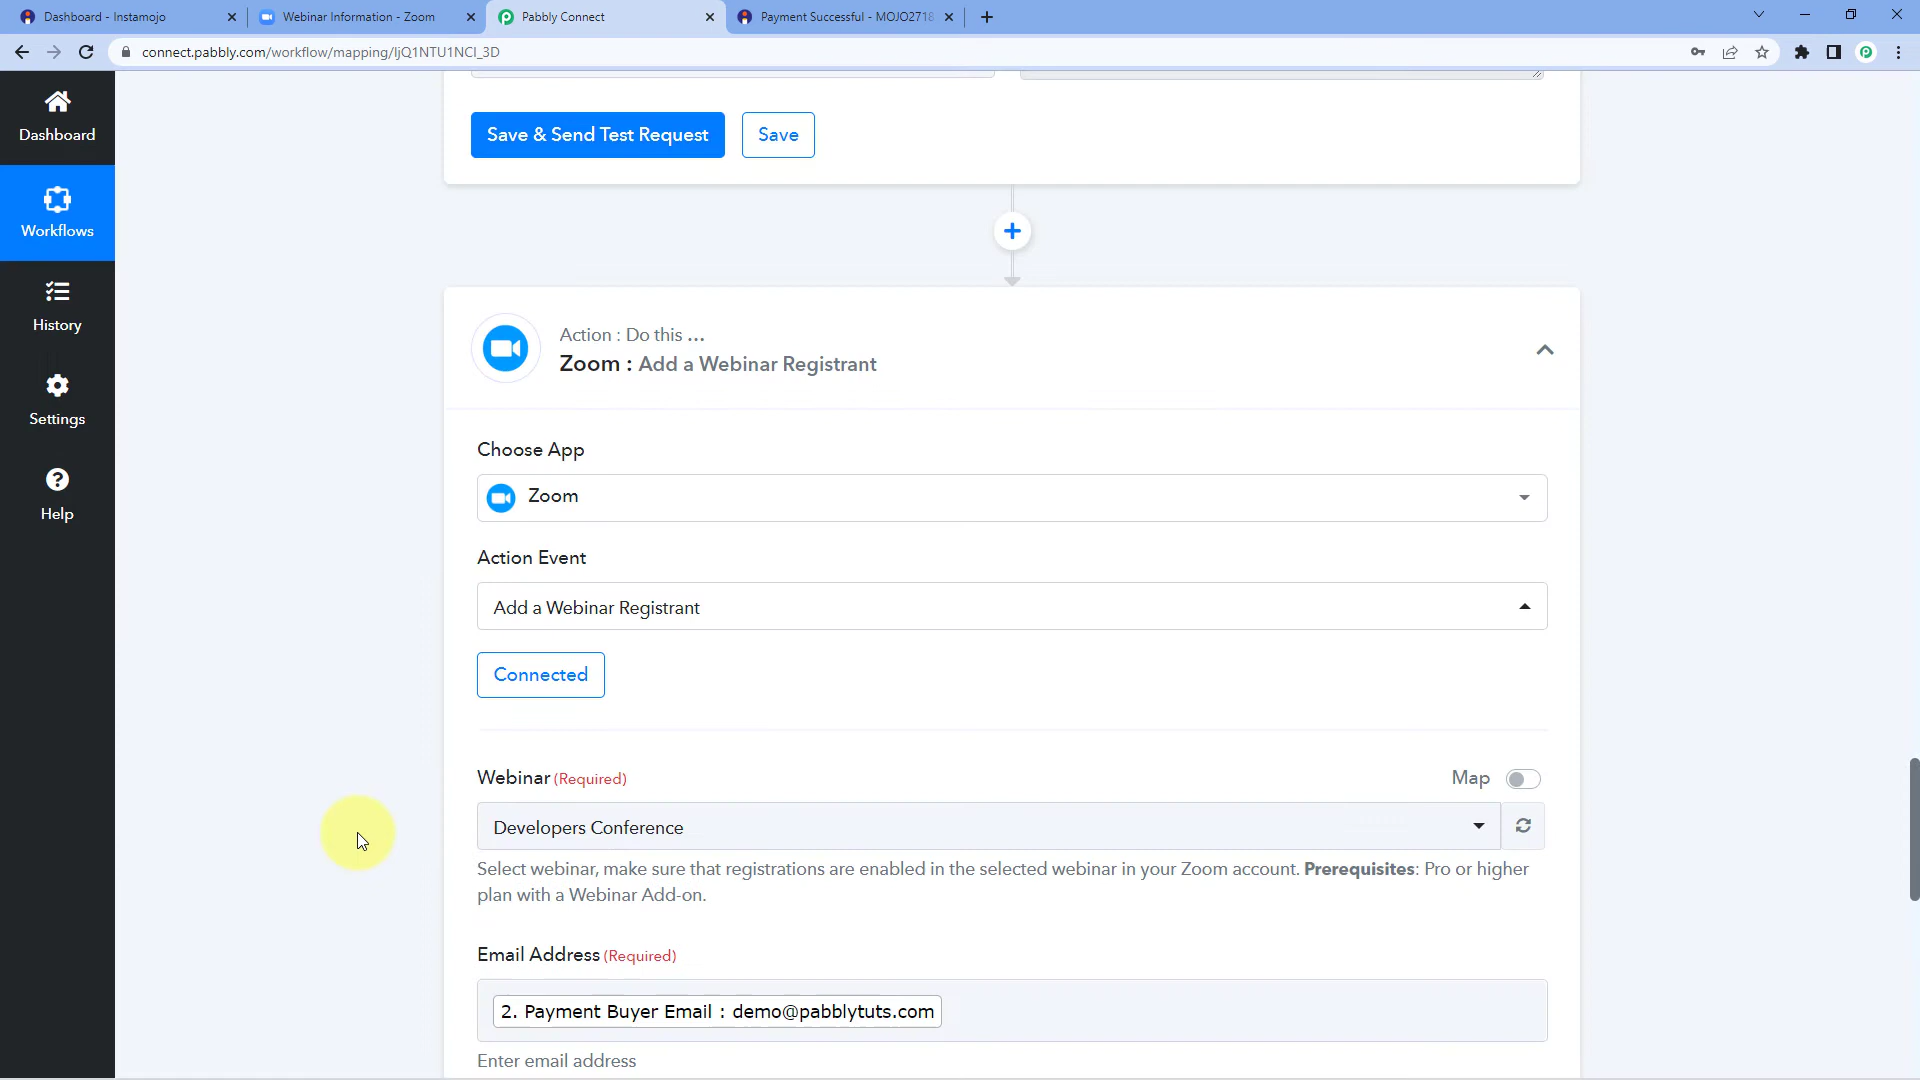 Dashboard - Instamojo
Webinar Information - Zoom
Pabbly Connect
Payment Successful - MOJO2718
connect.pabbly.com/workflow/mapping/IjQ1NTU1NCI_3D
Dashboard
Workflows
History
Settings
Help
Save & Send Test Request
Save
Action : Do this ...
Zoom : Add a Webinar Registrant
Choose App
Zoom
Action Event
Add a Webinar Registrant
Connected
Webinar (Required)
Map
Developers Conference
Select webinar, make sure that registrations are enabled in the selected webinar in your Zoom account. Prerequisites: Pro or higher
plan with a Webinar Add-on.
Email Address (Required)
2. Payment Buyer Email : demo@pabblytuts.com
Enter email address